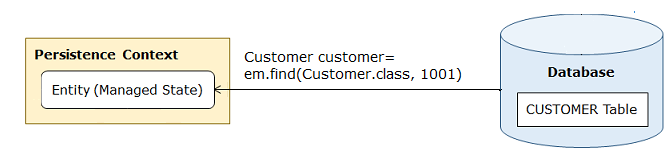 Persistence Context
Entity (Managed State)
Customer customer=
em.find(Customer.class, 1001)
Database
CUSTOMER Table